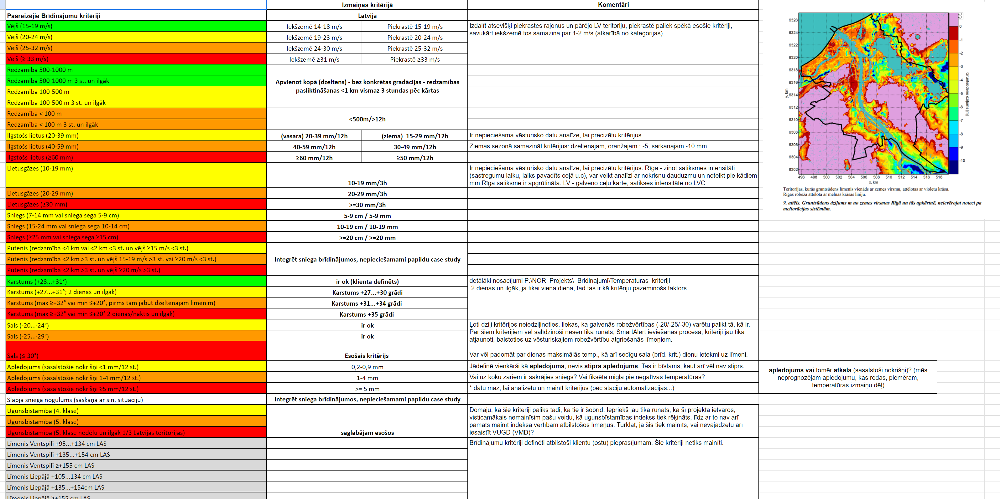 Izmaiņas kritērijā
Komentāri
Pašreizējie Brīdinājumu kritēriji
Latvija
Vējš (15-19 m/s)
Iekšzemē 14-18 m/s
Piekrastē 15-19 m/s
Izdalīt atsevišķi piekrastes rajonus un pārējo LV teritoriju, piekrastē paliek spēkā esošie kritēriji,
savukārt iekšzemē tos samazina par 1-2 m/s (atkarībā no kategorijas).
Vējš (20-24 m/s)
Iekšzemē 19-23 m/s
Piekrastē 20-24 m/s
Vējš (25-32 m/s)
Iekšzemē 24-30 m/s
Piekrastē 25-32 m/s
Vējš (≥ 33 m/s)
Iekšzemē ≥31 m/s
Piekrastē ≥33 m/s
Redzamība 500-1000 m
Redzamība 500-1000 m 3 st. un ilgāk
Redzamība 100-500 m
Redzamība 100-500 m 3 st. un ilgāk
Apvienot kopā (dzeltens) - bez konkrētas gradācijas - redzamības
pasliktināšanas <1 km vismaz 3 stundas pēc kārtas
Redzamība < 100 m
Redzamība < 100 m 3 st. un ilgāk
<500m/>12h
Ilgstošs lietus (20-39 mm)
(vasara) 20-39 mm/12h
(ziema) 15-29 mm/12h
Ir nepieciešama vēsturisko datu analīze, lai precizētu kritērijus.
Ilgstošs lietus (40-59 mm)
40-59 mm/12h
30-49 mm/12h
Ziemas sezonā samazināt kritērijus: dzeltenajam, oranžajam : -5, sarkanajam -10 mm
Ilgstošs lietus (≥60 mm)
≥60 mm/12h
≥50 mm/12h
Lietusgāzes (10-19 mm)
10-19 mm/3h
Ir nepieciešama vēsturisko datu analīze, lai precizētu kritērijus. Rīga - zinot satiksmes intensitāti
(sastregumu laiku, laiks pavadīts ceļā u.c), var veikt analīzi ar nokrisnu dauduzmu un noteikt pie kādiem
mm Rīga satiksme ir apgrūtināta. LV - galveno ceļu karte, satikses intensitāte no LVC
Lietusgāzes (20-29 mm)
20-29 mm/3h
Lietusgāzes (≥30 mm)
>=30 mm/3h
Sniegs (7-14 mm vai sniega sega 5-9 cm)
5-9 cm / 5-9 mm
Sniegs (15-24 mm vai sniega sega 10-14 cm)
10-19 cm / 10-19 mm
Sniegs (≥25 mm vai sniega sega ≥15 cm)
>=20 cm / >=20 mm
Putenis (redzamība <4 km vai <2 km <3 st. un vējš ≥15 m/s <3 st.)
Putenis (redzamība <2 km >3 st. un vējš 15-19 m/s >3 st. vai ≥20 m/s <3 st.)
Putenis (redzamība <2 km >3 st. un vējš ≥20 m/s >3 st.)
Integrēt sniega brīdinājumos, nepieciešamami papildu case study
Karstums (+28...+31°)
ir ok (klienta definēts)
detālāki nosacījumi P:\NOR_Projekts\_Bridinajumi\Temperaturas_kriteriji
2 dienas un ilgāk, ja tikai viena diena, tad tas ir kā kritēriju pazeminošs faktors
Karstums (+27...+31°; 2 dienas un ilgāk)
Karstums +27...+30 grādi
Karstums (max ≥+32° vai min ≤+20°, pirms tam jābūt dzeltenajam līmenim)
Karstums +31...+34 grādi
Karstums (max ≥+32° vai min ≤+20° 2 dienas/naktis un ilgāk)
Karstums +35 grādi
Sals (-20...-24°)
ir ok
Sals (-25...-29°)
ir ok
Sals (≤-30°)
Esošais kritērijs
Ļoti dziļi kritērijos neiedziļinoties, liekas, ka galvenās robežvērtības (-20/-25/-30) varētu palikt tā, kā ir.
Par šiem kritērijiem vēl salīdzinoši nesen tika runāts, SmartAlert ieviešanas procesā, kritēriji jau tika
atjaunoti, balstoties uz vēsturiskajiem robežvērtību atgriešanās līmeņiem.
Var vēl padomāt par dienas maksimālās temp., kā arī secīgu sala (brīd. krit.) dienu ietekmi uz līmeni.
Apledojums (sasalstošie nokrišņi <1 mm/12 st.)
0,2-0,9 mm
Jādefinē vienkārši kā apledojums, nevis stiprs apledojums. Tas ir bīstams, kaut arī vēl nav stiprs.
Apledojums (sasalstošie nokrišņi 1-4 mm/12 st.)
1-4 mm
Vai uz koku zariem ir sakrājies sniegs? Vai fiksēta migla pie negatīvas temperatūras?
Apledojums (sasalstošie nokrišņi ≥5 mm/12 st.)
>= 5 mm
* datu maz, lai analizētu un mainīt kritērijus (pēc staciju automatizācijas...)
apledojums vai tomēr atkala (sasalstoši nokrišņi)? (mēs
neprognozējam apledojumu, kas rodas, piemēram,
temperatūras izmaiņu dēļ)
Slapja sniega nogulums (saskaņā ar sin. situāciju)
Integrēt sniega brīdinājumos, nepieciešamami papildu case study
Ugunsbīstamība (4. klase)
Ugunsbīstamība (5. klase)
Ugunsbīstamība (5. klase nedēļu un ilgāk 1/3 Latvijas teritorijas)
saglabājam esošos
Domāju, ka šie kritēriji paliks tādi, kā tie ir šobrīd. Iepriekš jau tika runāts, ka šī projekta ietvaros,
visticamākais nemainīsim pašu veidu, kā ugunsbīstamības indekss tiek rēķināts, līdz ar to nav arī
pamats mainīt indeksa vērtībām atbilstošos līmeņus. Turklāt, ja šis tiek mainīts, vai nevajadzētu arī
iesaistīt VUGD (VMD)?
Līmenis Ventspilī +95...+134 cm LAS
Brīdinājumu kritēriji definēti atbilstoši klientu (ostu) pieprasījumam. Šie kritēriji netiks mainīti.
Līmenis Ventspilī +135...+154 cm LAS
Līmenis Ventspilī ≥+155 cm LAS
Līmenis Liepājā +105...134 cm LAS
Līmenis Liepājā +135...+154cm LAS
Līmenis Liepājā ≥+155 cm LAS
6326
6324
6322
6320
6318
6316
6314
6312
6310
6308
6306
6304
6302
y, km
496 498 500 502 504 506 508 510 512 514 516 518
x, km
0
-1
-2
-3
-4
-5
-6
-7
-8
-9
-10
Gruntsūdens dziļums [m]
Teritorijas, kurās gruntsūdens līmenis vienāds ar zemes virsmu, attēlotas ar violetu krāsu.
Rīgas robeža attēlota ar melnas krāsas līniju.
9. attēls. Gruntsūdens dziļums m no zemes virsmas Rīgā un tās apkārtnē, neievērojot noteci pa
meliorācijas sistēmām.